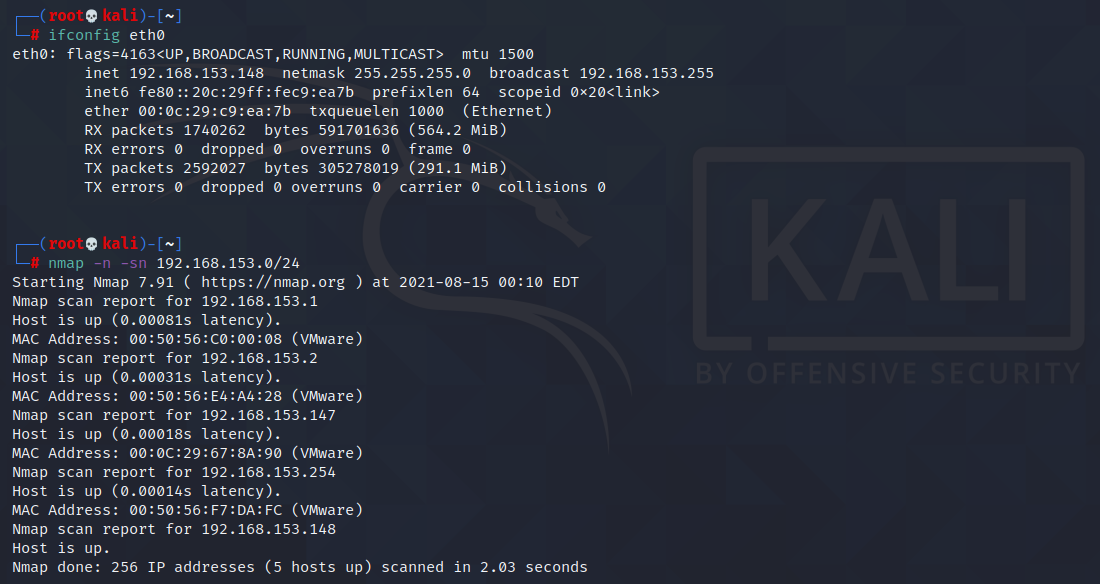 ┌──(root💀kali)-[~]
└─# ifconfig eth0
eth0: flags=4163<UP,BROADCAST,RUNNING,MULTICAST>  mtu 1500
        inet 192.168.153.148  netmask 255.255.255.0  broadcast 192.168.153.255
        inet6 fe80::20c:29ff:fec9:ea7b  prefixlen 64  scopeid 0×20<link>
        ether 00:0c:29:c9:ea:7b  txqueuelen 1000  (Ethernet)
        RX packets 1740262  bytes 591701636 (564.2 MiB)
        RX errors 0  dropped 0  overruns 0  frame 0
        TX packets 2592027  bytes 305278019 (291.1 MiB)
        TX errors 0  dropped 0 overruns 0  carrier 0  collisions 0
┌──(root💀kali)-[~]
└─# nmap -n -sn 192.168.153.0/24
Starting Nmap 7.91 ( https://nmap.org ) at 2021-08-15 00:10 EDT
Nmap scan report for 192.168.153.1
Host is up (0.00081s latency).
MAC Address: 00:50:56:C0:00:08 (VMware)
Nmap scan report for 192.168.153.2
Host is up (0.00031s latency).
MAC Address: 00:50:56:E4:A4:28 (VMware)
Nmap scan report for 192.168.153.147
Host is up (0.00018s latency).
MAC Address: 00:0C:29:67:8A:90 (VMware)
Nmap scan report for 192.168.153.254
Host is up (0.00014s latency).
MAC Address: 00:50:56:F7:DA:FC (VMware)
Nmap scan report for 192.168.153.148
Host is up.
Nmap done: 256 IP addresses (5 hosts up) scanned in 2.03 seconds
KALI
BY OFFENSIVE SECURITY